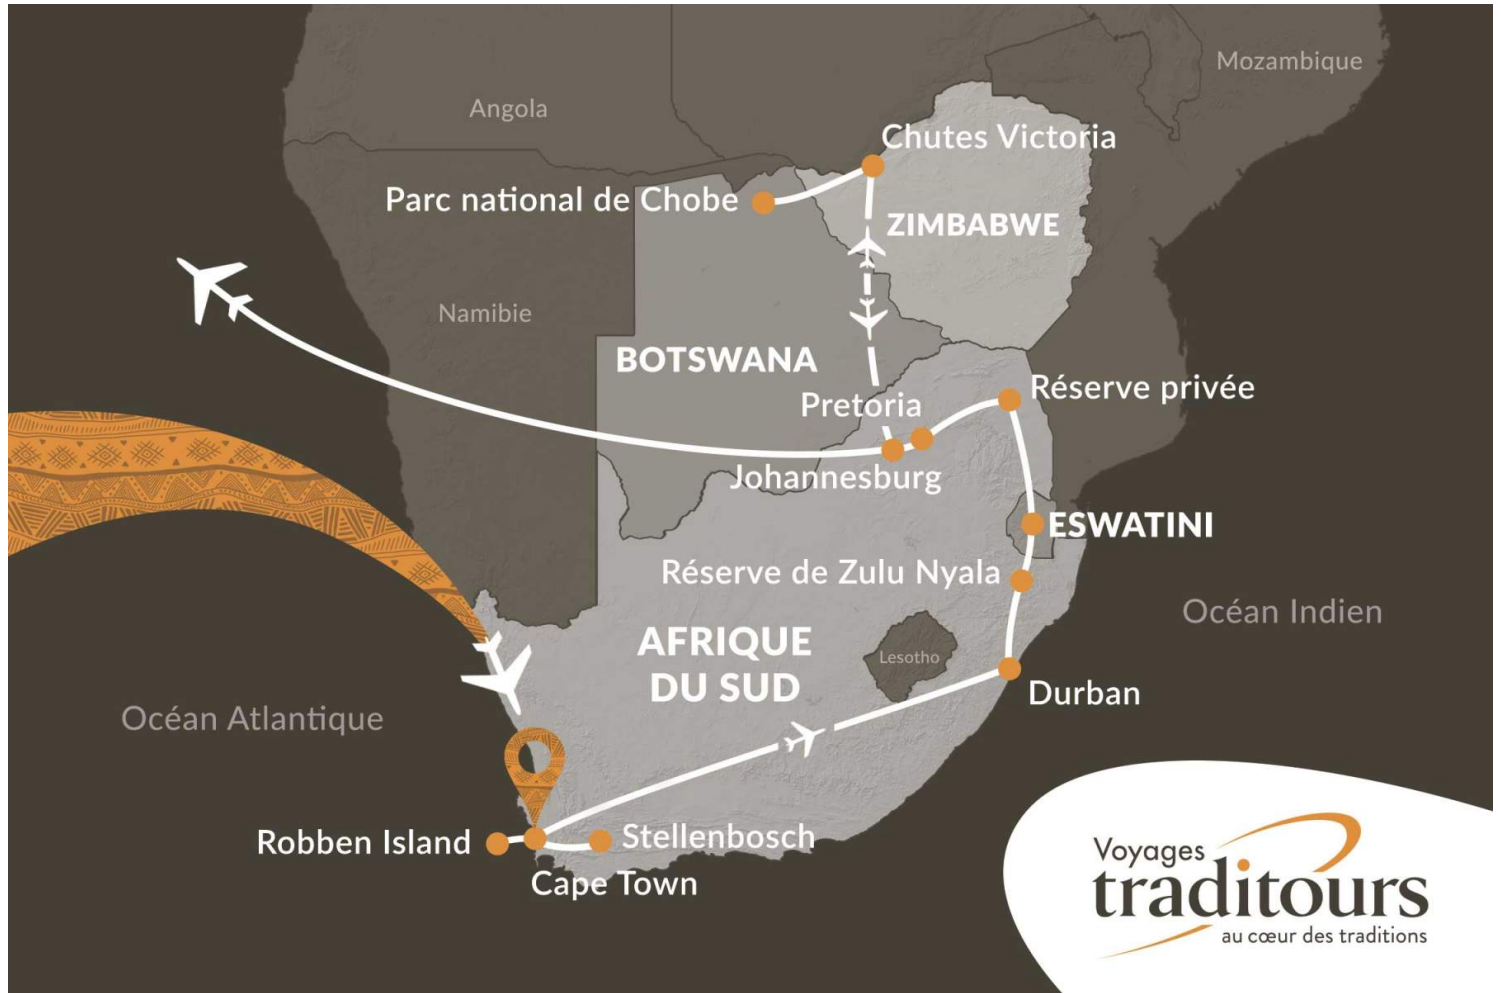 Mozambique
Angola
Chutes Victoria
Parc national de Chobe
ZIMBABWE
Namibie
BOTSWANA
Réserve privée
Pretoria
Johannesburg
ESWATINI
Réserve de Zulu Nyala
Océan Indien
AFRIQUE
DU SUD
Lesotho
Durban
Océan Atlantique
Robben Island
Stellenbosch
Cape Town
Voyages
traditours
au cœur des traditions